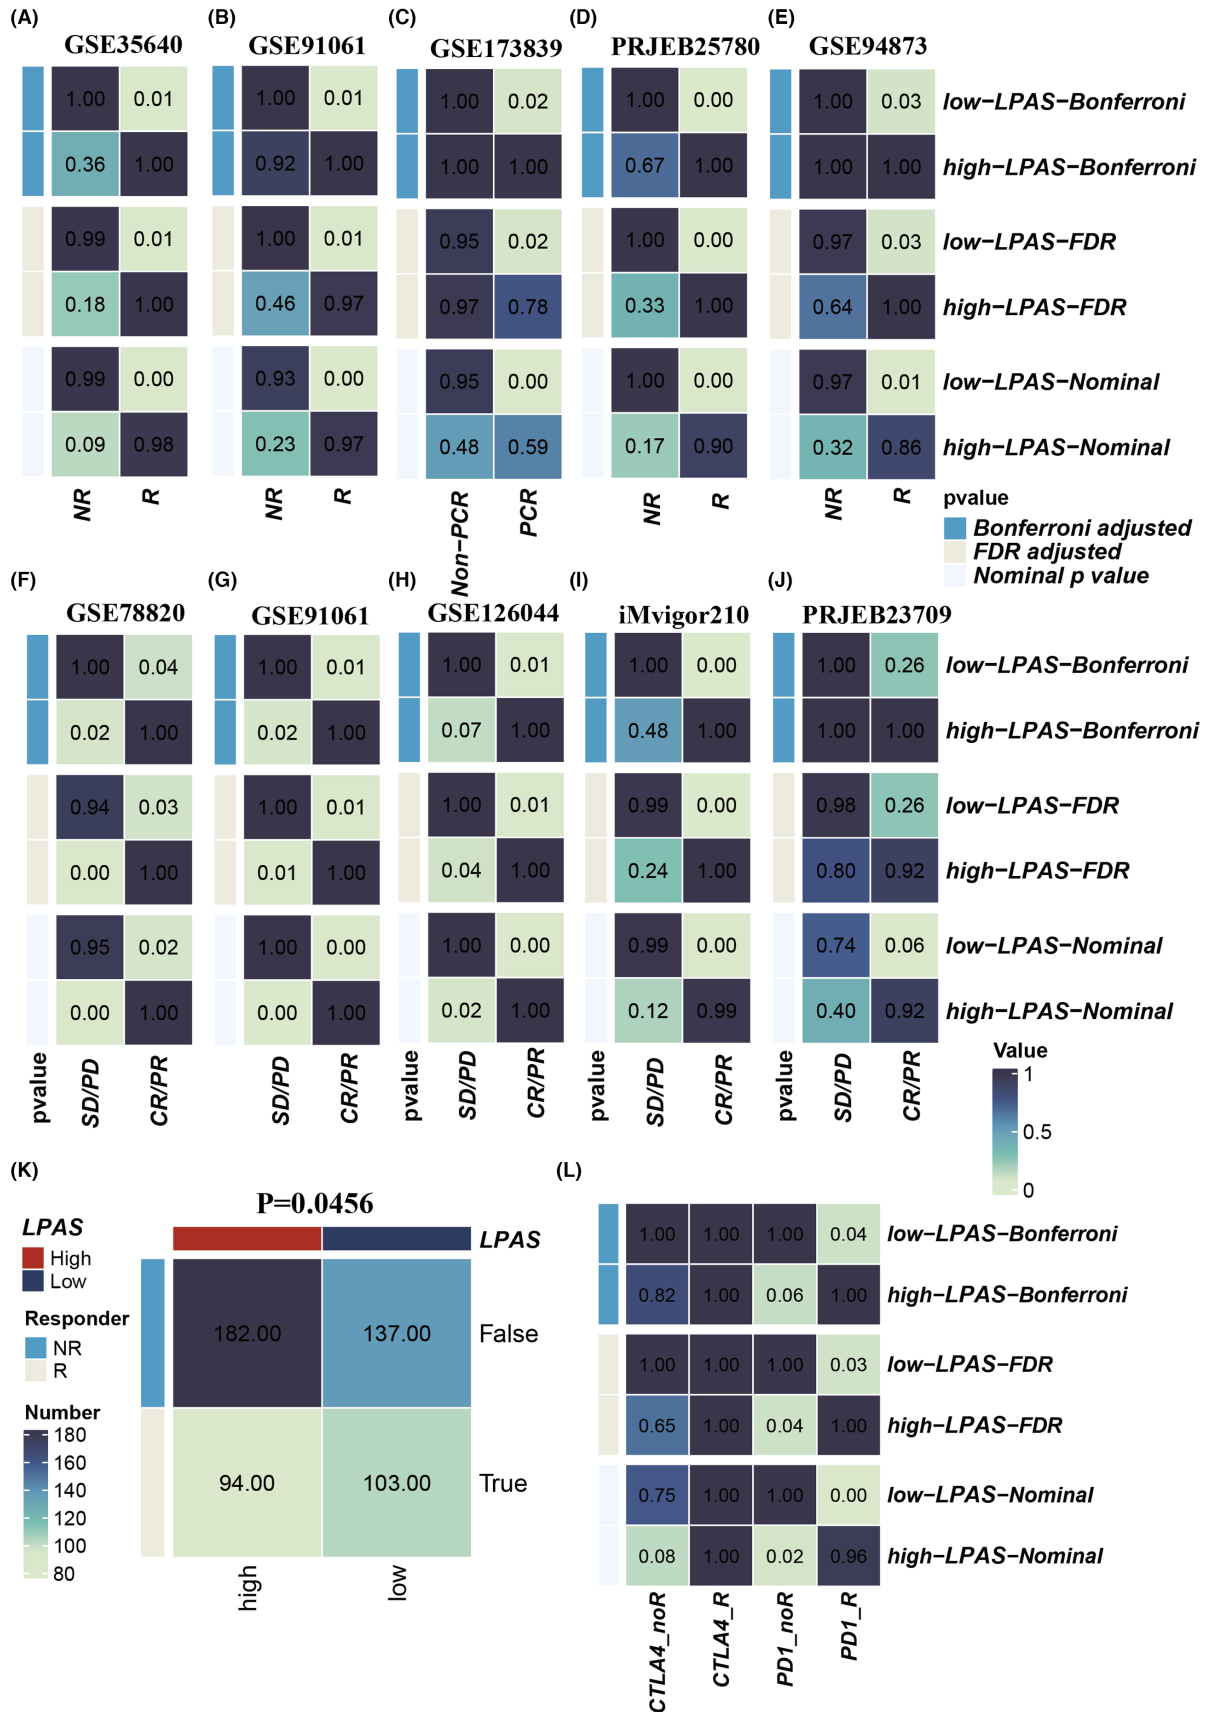 (A) (B) (C) (D) (E)
GSE35640 GSE91061 GSE173839 PRJEB25780 GSE94873
1.00 0.01 1.00 0.01 1.00 0.02 1.00 0.00 1.00 0.03 low-LPAS-Bonferroni
0.36 1.00 0.92 1.00 1.00 1.00 0.67 1.00 1.00 1.00 high-LPAS-Bonferroni
0.99 0.01 1.00 0.01 0.95 0.02 1.00 0.00 0.97 0.03 low-LPAS-FDR
0.18 1.00 0.46 0.97 0.97 0.78 0.33 1.00 0.64 1.00 high-LPAS-FDR
0.99 0.00 0.93 0.00 0.95 0.00 1.00 0.00 0.97 0.01 low-LPAS-Nominal
0.09 0.98 0.23 0.97 0.48 0.59 0.17 0.90 0.32 0.86 high-LPAS-Nominal
NR R NR R Non-PCR PCR NR R NR R
pvalue
Bonferroni adjusted
FDR adjusted
Nominal p value
(F) (G) (H) (I) (J)
GSE78820 GSE91061 GSE126044 iMvigor210 PRJEB23709
1.00 0.04 1.00 0.01 1.00 0.01 1.00 0.00 1.00 0.26 low-LPAS-Bonferroni
0.02 1.00 0.02 1.00 0.07 1.00 0.48 1.00 1.00 1.00 high-LPAS-Bonferroni
0.94 0.03 1.00 0.01 1.00 0.01 0.99 0.00 0.98 0.26 low-LPAS-FDR
0.00 1.00 0.01 1.00 0.04 1.00 0.24 1.00 0.80 0.92 high-LPAS-FDR
0.95 0.02 1.00 0.00 1.00 0.00 0.99 0.00 0.74 0.06 low-LPAS-Nominal
0.00 1.00 0.00 1.00 0.02 1.00 0.12 0.99 0.40 0.92 high-LPAS-Nominal
pvalue SD/PD CR/PR pvalue SD/PD CR/PR pvalue SD/PD CR/PR pvalue SD/PD CR/PR pvalue SD/PD CR/PR
Value
1
0.5
0
(K)
P=0.0456
LPAS
High
Low
Responder
NR
R
Number
180
160
140
120
100
80
LPAS
182.00 137.00 False
94.00 103.00 True
high low
(L)
1.00 1.00 1.00 0.04 low-LPAS-Bonferroni
0.82 1.00 0.06 1.00 high-LPAS-Bonferroni
1.00 1.00 1.00 0.03 low-LPAS-FDR
0.65 1.00 0.04 1.00 high-LPAS-FDR
0.75 1.00 1.00 0.00 low-LPAS-Nominal
0.08 1.00 0.02 0.96 high-LPAS-Nominal
CTLA4_noR CTLA4_R PD1_noR PD1_R